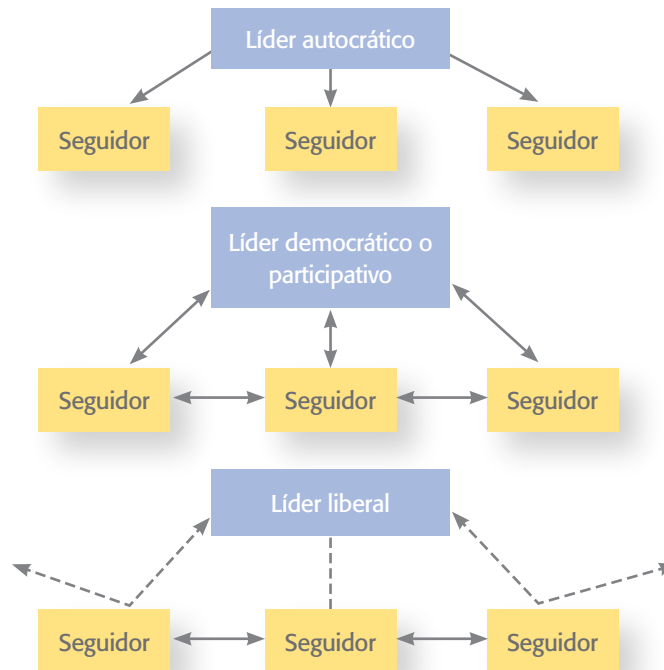 Líder autocrático
Seguidor
Seguidor
Seguidor
Líder democrático o
participativo
Seguidor
Seguidor
Seguidor
Líder liberal
Seguidor
Seguidor
Seguidor